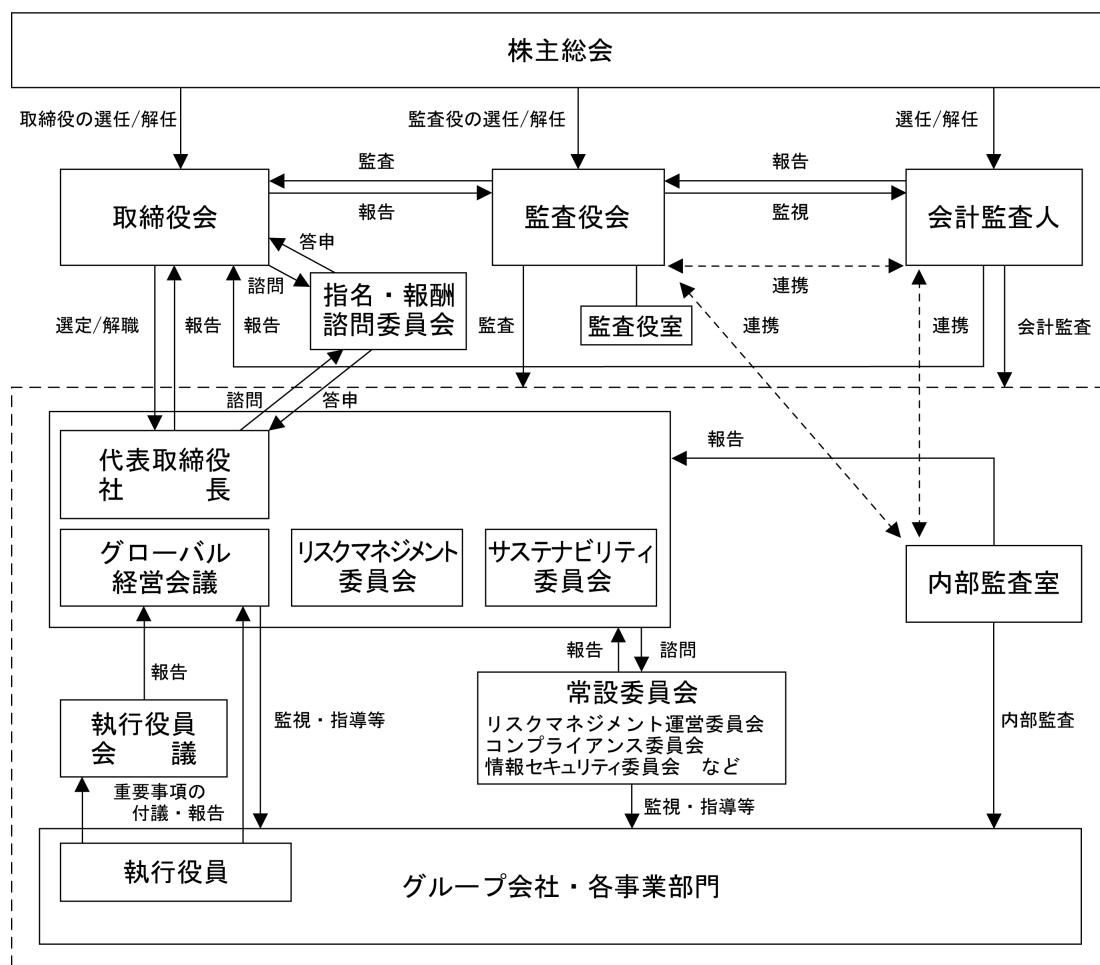 株主総会
取締役の選任/解任
監査役の選任/解任
選任/解任
監査
報告
取締役会
監査役会
会計監査人
報告
監視
答申
諮問
連携
指名・報酬
諮問委員会
監査役室
選定/解職
報告
報告
監査
連携
連携
会計監査
諮問
答申
報告
代表取締役
社　　　長
グローバル
経営会議
リスクマネジメント
委員会
サステナビリティ
委員会
内部監査室
報告
諮問
報告
常設委員会
リスクマネジメント運営委員会
コンプライアンス委員会
情報セキュリティ委員会　など
執行役員
会　　議
監視・指導等
内部監査
重要事項の
付議・報告
監視・指導等
執行役員
グループ会社・各事業部門